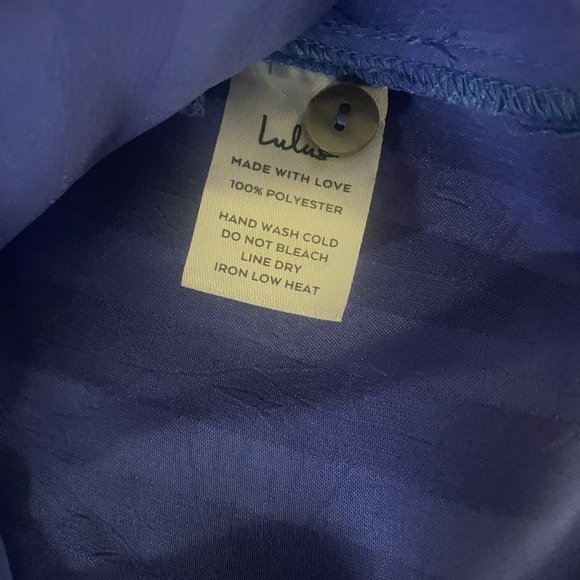 Lulus
MADE WITH LOVE
100% POLYESTER
HAND WASH COLD
DO NOT BLEACH
LINE DRY
IRON LOW HEAT